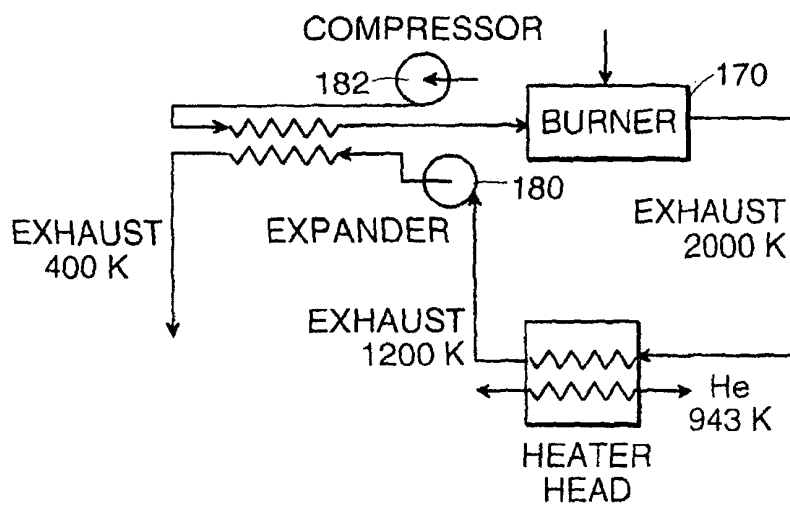 COMPRESSOR
182
170
BURNER
180
EXHAUST
400 K
EXPANDER
EXHAUST
2000 K
EXHAUST
1200 K
He
943 K
HEATER
HEAD